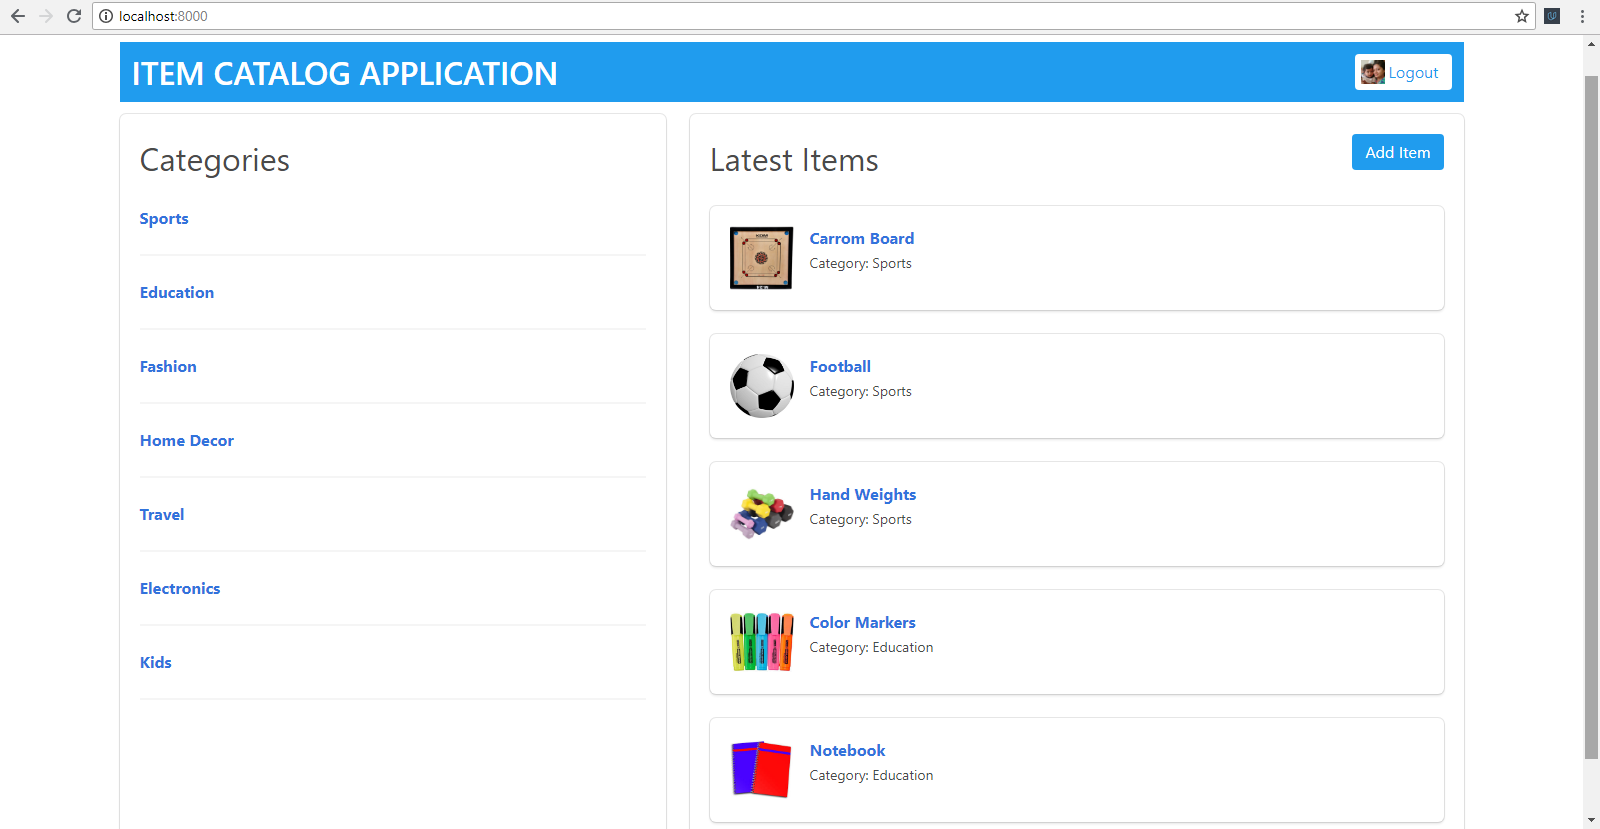 localhost:8000
ITEM CATALOG APPLICATION
Logout
Categories
Sports
Education
Fashion
Home Decor
Travel
Electronics
Kids
Latest Items
Add Item
Carrom Board
Category: Sports
Football
Category: Sports
Hand Weights
Category: Sports
Color Markers
Category: Education
Notebook
Category: Education